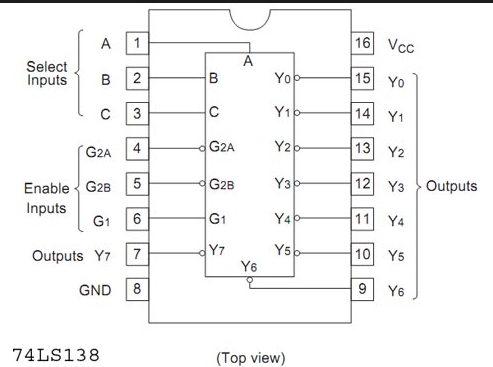 A 1 A 16 VCC
Select Inputs B 2 B Y0 15 Y0
C 3 C Y1 14 Y1
G2A 4 G2A Y2 13 Y2
Enable Inputs G2B 5 G2B Y3 12 Y3 Outputs
G1 6 G1 Y4 11 Y4
Outputs Y7 7 Y7 Y5 10 Y5
GND 8 Y6 9 Y6
74LS138 (Top view)